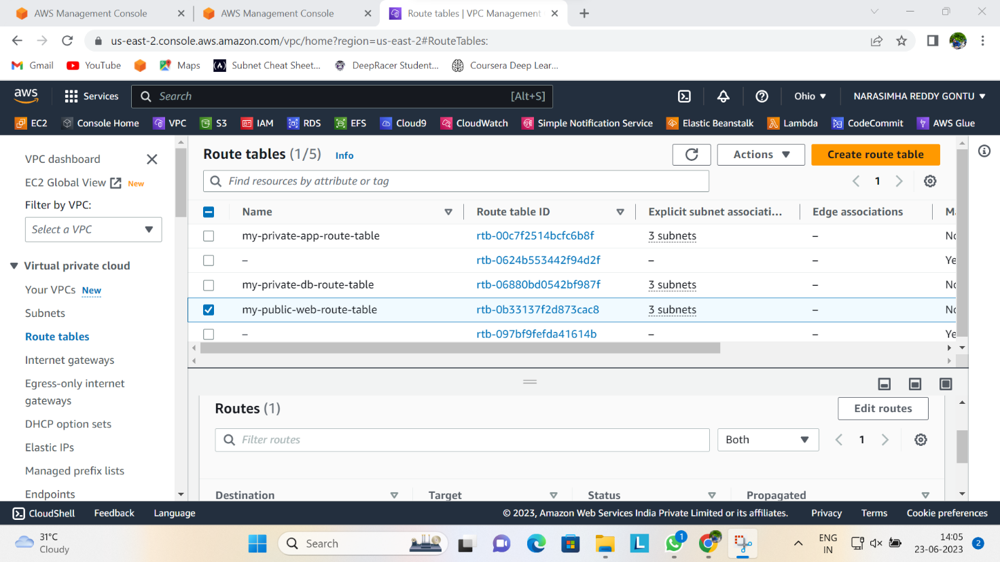 AWS Management Console
AWS Management Console
Route tables | VPC Management
us-east-2.console.aws.amazon.com/vpc/home?region=us-east-2#RouteTables:
Gmail
YouTube
Maps
Subnet Cheat Sheet...
DeepRacer Student...
Coursera Deep Lear...
aws
Services
Search
[Alt+S]
Ohio
NARASIMHA REDDY GONTU
EC2
Console Home
VPC
S3
IAM
RDS
EFS
Cloud9
CloudWatch
Simple Notification Service
Elastic Beanstalk
Lambda
CodeCommit
AWS Glue
VPC dashboard
EC2 Global View New
Filter by VPC:
Select a VPC
Virtual private cloud
Your VPCs New
Subnets
Route tables
Internet gateways
Egress-only internet
gateways
DHCP option sets
Elastic IPs
Managed prefix lists
Endpoints
Route tables (1/5) Info
Actions
Create route table
Find resources by attribute or tag
1
Name Route table ID Explicit subnet associati... Edge associations M
my-private-app-route-table rtb-00c7f2514bcfc6b8f 3 subnets – No
– rtb-0624b553442f94d2f – – Ye
my-private-db-route-table rtb-06880bd0542bf987f 3 subnets – No
my-public-web-route-table rtb-0b33137f2d873cac8 3 subnets – No
– rtb-097bf9fefda41614b – – Ye
Routes (1)
Edit routes
Filter routes
Both
1
Destination Target Status Propagated
CloudShell
Feedback
Language
© 2023, Amazon Web Services India Private Limited or its affiliates.
Privacy
Terms
Cookie preferences
31°C
Cloudy
Search
L
1
ENG
IN
14:05
23-06-2023
2